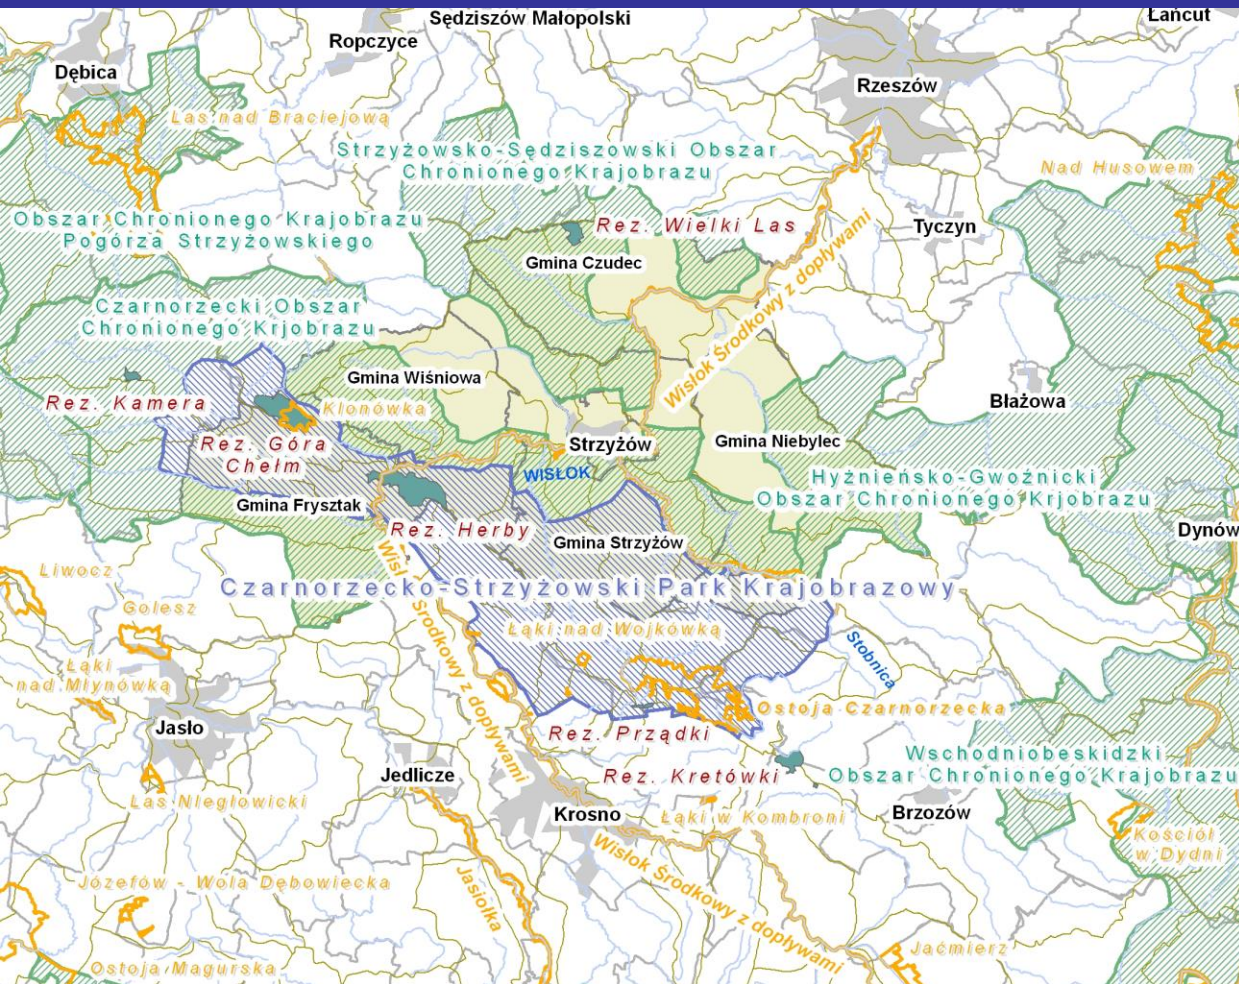 Sędziszów Małopolski
Łańcut
Ropczyce
Dębica
Rzeszów
Las nad Braciejową
Strzyżowsko-Sędziszowski Obszar
Chronionego Krajobrazu
Nad Husowem
Obszar Chronionego Krajobrazu
Pogórza Strzyżowskiego
Rez. Wielki Las
Tyczyn
Gmina Czudec
Wisłok Środkowy z dopływami
Czarnorzecki Obszar
Chronionego Krjobrazu
Gmina Wiśniowa
Rez. Kamera
Klonówka
Błażowa
Rez. Góra
Chełm
Strzyżów
Gmina Niebylec
WISŁOK
Hyżnieńsko-Gwoźnicki
Obszar Chronionego Krjobrazu
Gmina Frysztak
Rez. Herby
Gmina Strzyżów
Dynów
Liwocz
Czarnorzecko-Strzyżowski Park Krajobrazowy
Wisłok Środkowy z dopływami
Golesz
Łąki nad Wojkówką
Stobnica
Łąki
nad Młynówką
Ostoja Czarnorzecka
Jasło
Rez. Prządki
Wschodniobeskidzki
Obszar Chronionego Krajobrazu
Jedlicze
Rez. Kretówki
Las Niegłowicki
Krosno
Łąki w Kombroni
Brzozów
Kościół
w Dydni
Wisłok Środkowy z dopływami
Józefów - Wola Dębowiecka
Jasiołka
Jaćmierz
Ostoja Magurska